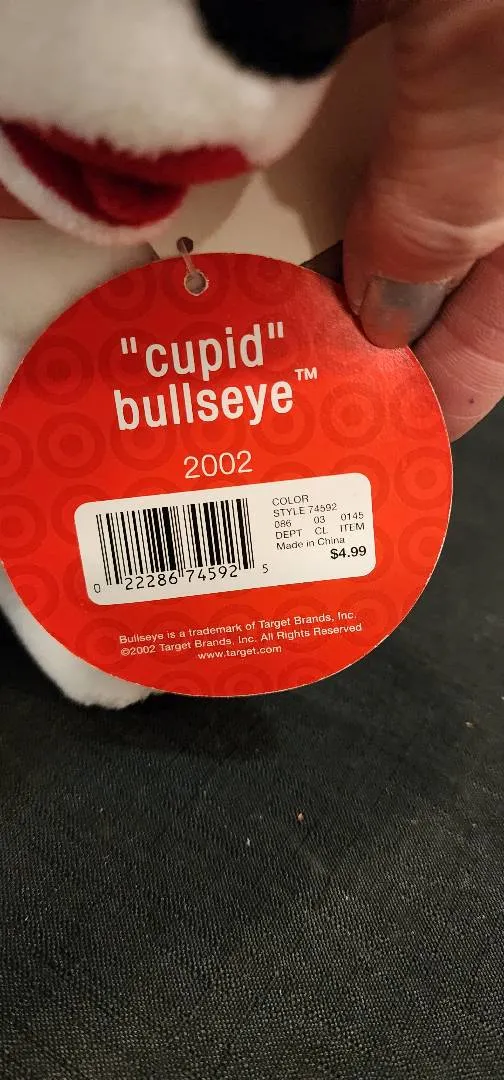 "cupid"
bullseye™
2002
COLOR
STYLE 74592
086 03 0145
DEPT CL ITEM
Made in China
$4.99
0 22286 74592 5
Bullseye is a trademark of Target Brands, Inc.
©2002 Target Brands, Inc. All Rights Reserved
www.target.com